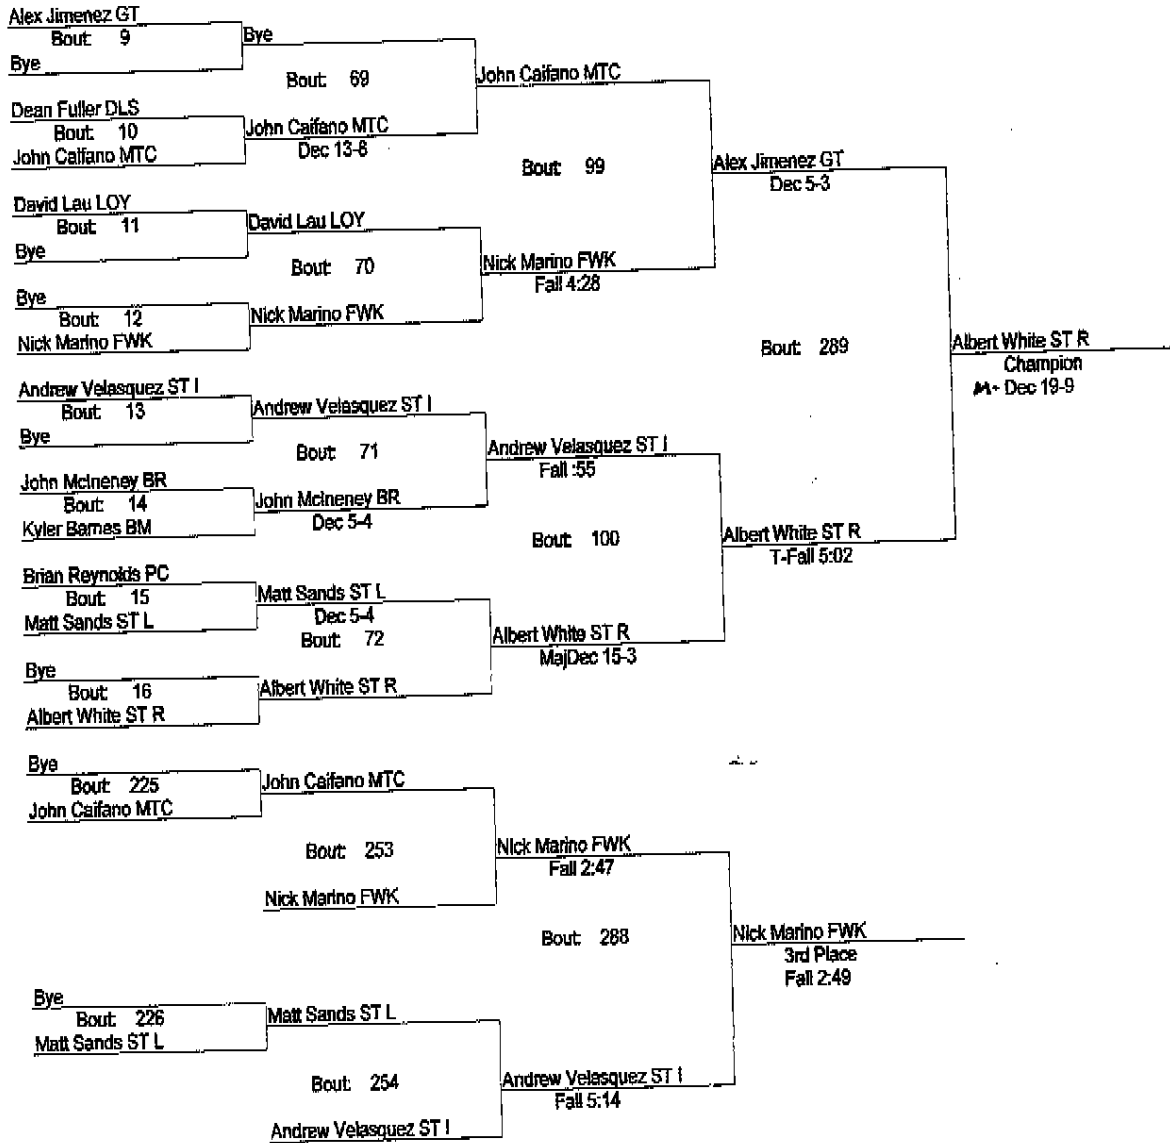 Alex Jimenez GT
Bout: 9
Bye
Bye
Bout: 69
John Caifano MTC
Dean Fuller DLS
Bout: 10
John Caifano MTC
John Caifano MTC
Dec 13-8
Bout: 99
Alex Jimenez GT
Dec 5-3
David Lau LOY
Bout: 11
Bye
David Lau LOY
Bout: 70
Nick Marino FWK
Fall 4:28
Bye
Bout: 12
Nick Marino FWK
Nick Marino FWK
Bout: 289
Albert White ST R
Champion
M- Dec 19-9
Andrew Velasquez ST I
Bout: 13
Bye
Andrew Velasquez ST I
Bout: 71
Andrew Velasquez ST I
Fall :55
John McIneney BR
Bout: 14
Kyler Barnes BM
John McIneney BR
Dec 5-4
Bout: 100
Albert White ST R
T-Fall 5:02
Brian Reynolds PC
Bout: 15
Matt Sands ST L
Matt Sands ST L
Dec 5-4
Bout: 72
Albert White ST R
MajDec 15-3
Bye
Bout: 16
Albert White ST R
Albert White ST R
Bye
Bout: 225
John Caifano MTC
John Caifano MTC
Bout: 253
Nick Marino FWK
Nick Marino FWK
Fall 2:47
Bout: 288
Nick Marino FWK
3rd Place
Fall 2:49
Bye
Bout: 226
Matt Sands ST L
Matt Sands ST L
Bout: 254
Andrew Velasquez ST I
Andrew Velasquez ST I
Fall 5:14